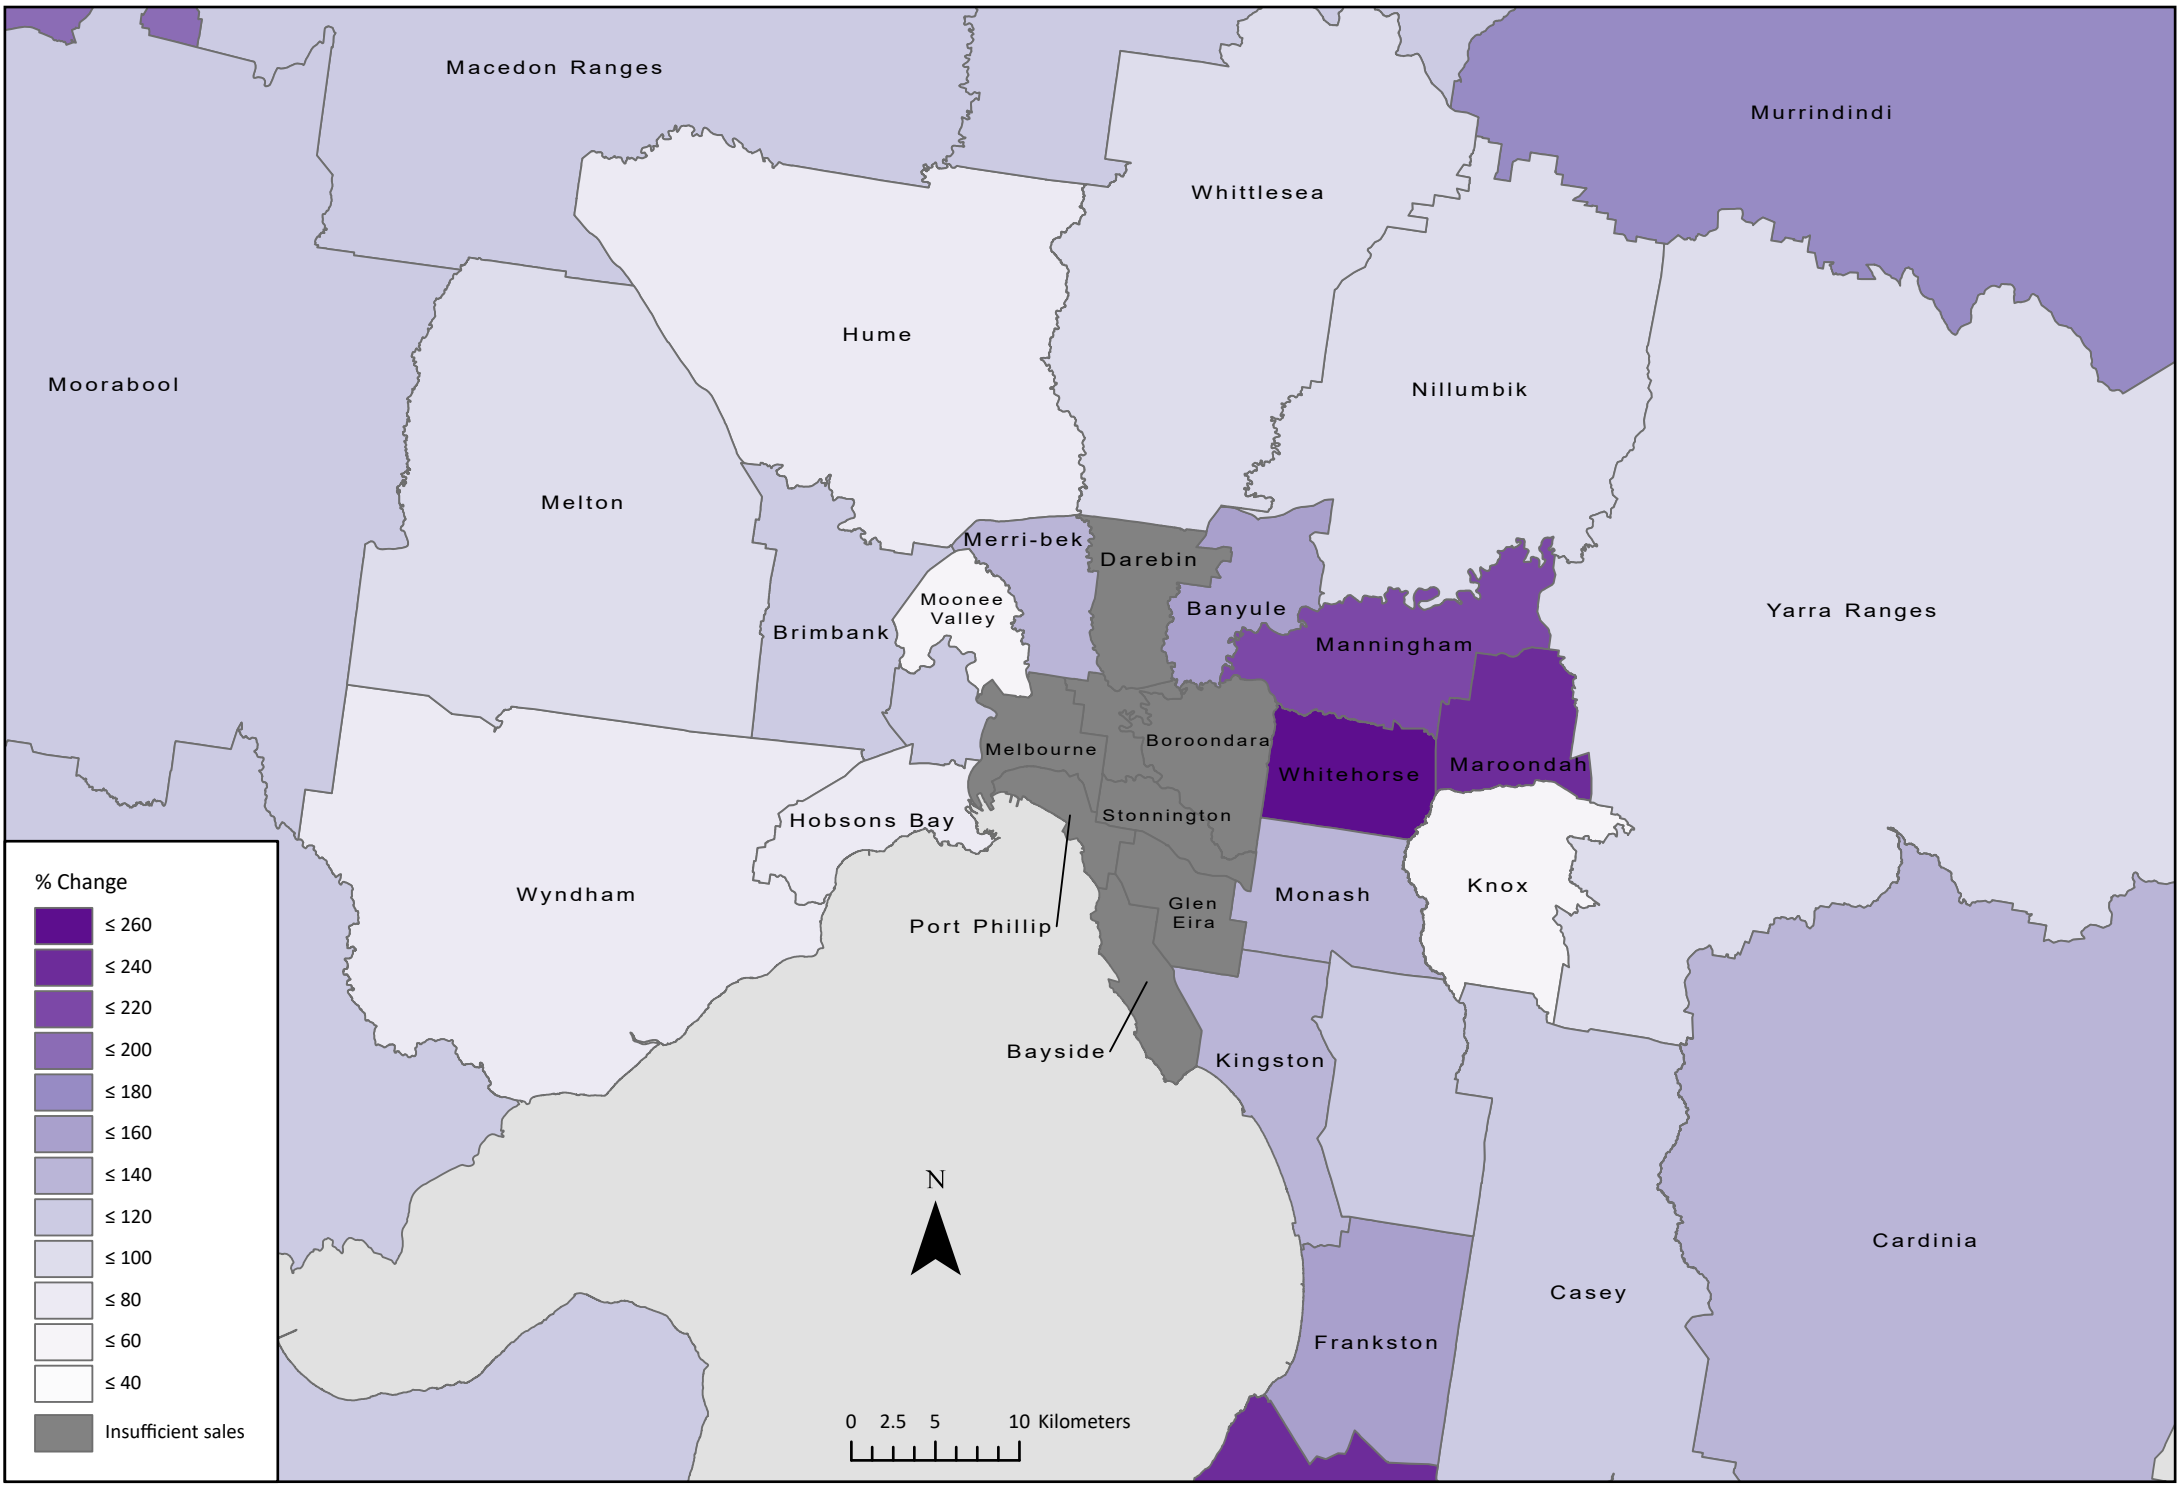 Macedon Ranges
Murrindindi
Whittlesea
Hume
Moorabool
Nillumbik
Melton
Merri-bek
Darebin
Moonee
Valley
Banyule
Yarra Ranges
Brimbank
Manningham
Melbourne
Boroondara
Whitehorse
Maroondah
Hobsons Bay
Stonnington
Wyndham
Monash
Knox
Glen
Eira
Port Phillip
Bayside
Kingston
Cardinia
Casey
Frankston
% Change
≤ 260
≤ 240
≤ 220
≤ 200
≤ 180
≤ 160
≤ 140
≤ 120
≤ 100
≤ 80
≤ 60
≤ 40
Insufficient sales
N
0 2.5 5 10 Kilometers